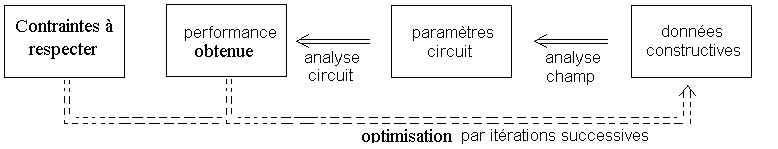 Contraintes à
respecter
performance
obtenue
analyse
circuit
paramètres
circuit
analyse
champ
données
constructives
optimisation par itérations successives